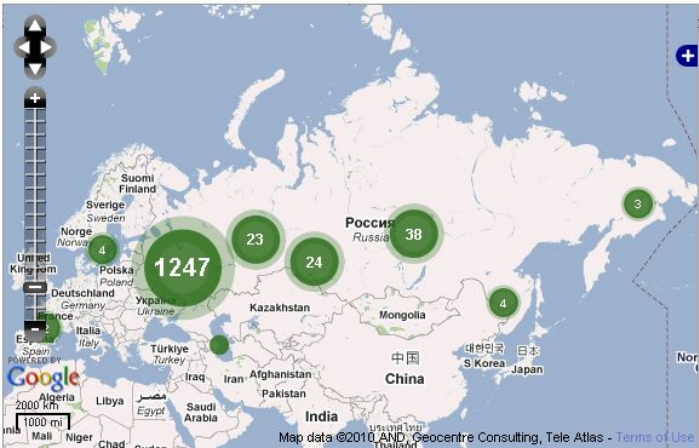 Suomi
Finland
Sverige
Sweden
Norge
4
3
Россия
Russia
38
23
24
1247
United
Polska
Poland
Deutschland
Germany
Україна
Ukraine
Kazakhstan
Mongolia
4
France
Italia
Italy
Spain
Türkiye
Turkey
中国
China
대한민국
S Korea
日本
Japan
POWERED BY
Google
Iraq
Iran
Afghanistan
Pakistan
Algeria
Libya
مصر
Egypt
Saudi
Arabia
India
2000 km
1000 mi
Mali
Niger
Chad
Map data ©2010 AND, Geocentre Consulting, Tele Atlas - Terms of Use